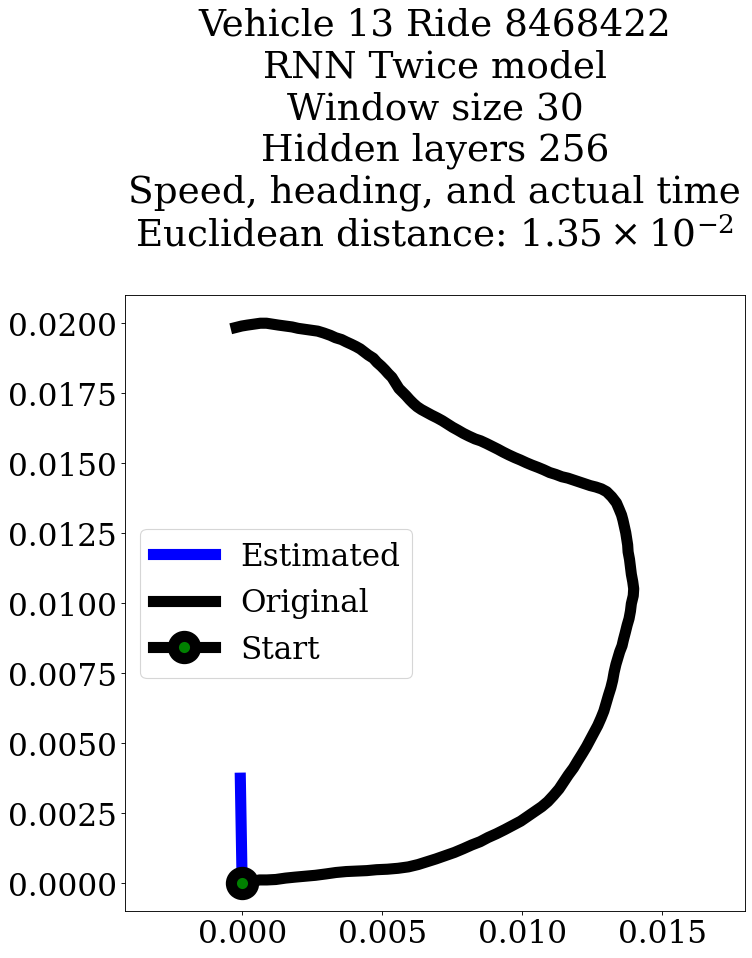 Vehicle 13 Ride 8468422
RNN Twice model
Window size 30
Hidden layers 256
Speed, heading, and actual time
Euclidean distance: 1.35 × 10⁻²
0.0200
0.0175
0.0150
0.0125
0.0100
0.0075
0.0050
0.0025
0.0000
Estimated
Original
Start
0.000 0.005 0.010 0.015